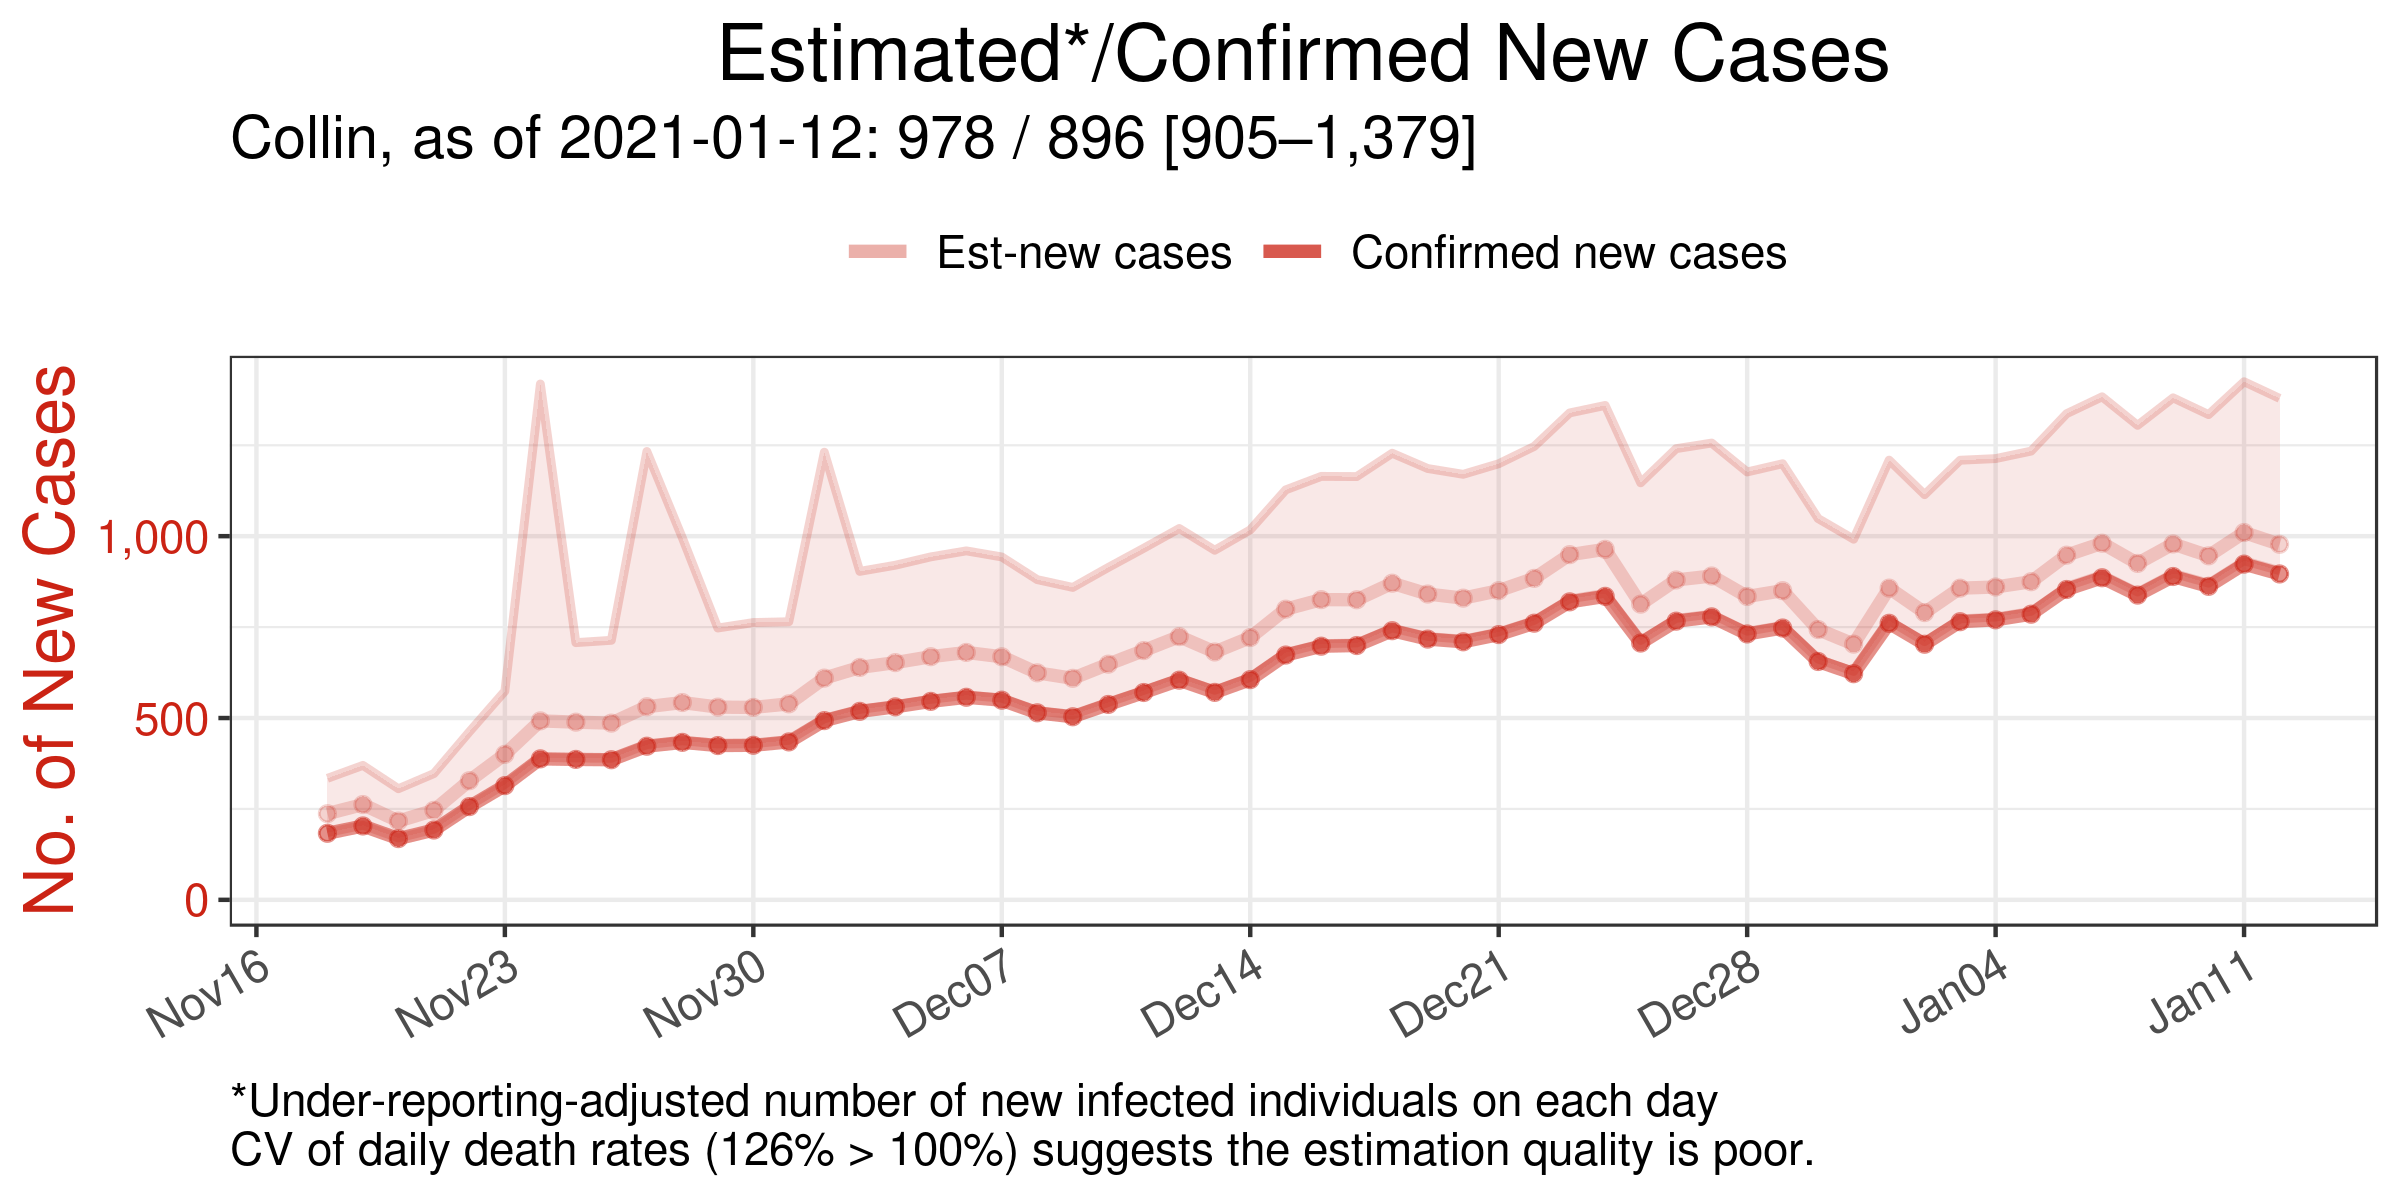 Estimated*/Confirmed New Cases
Collin, as of 2021-01-12: 978 / 896 [905–1,379]
Est-new cases Confirmed new cases
No. of New Cases
1,000
500
0
Nov16 Nov23 Nov30 Dec07 Dec14 Dec21 Dec28 Jan04 Jan11
*Under-reporting-adjusted number of new infected individuals on each day
CV of daily death rates (126% > 100%) suggests the estimation quality is poor.